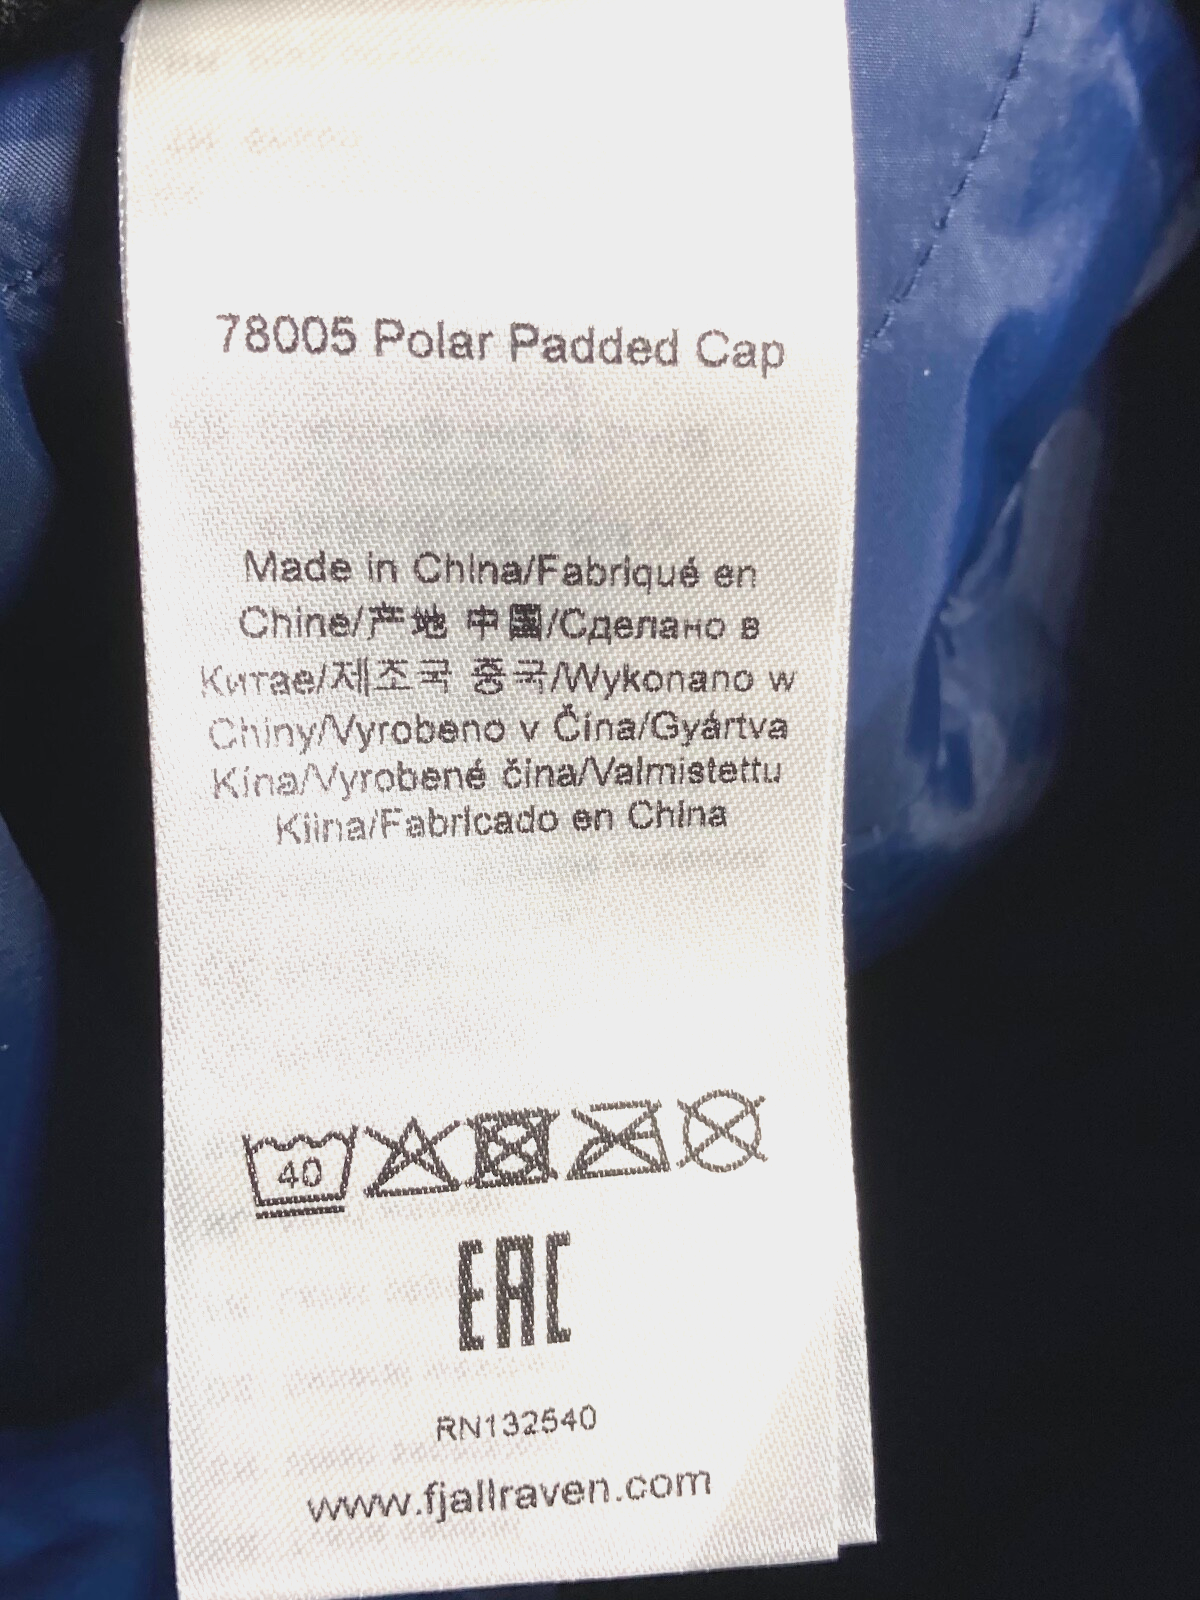 78005 Polar Padded Cap
Made in China/Fabriqué en
Chine/产地 中国/Сделано в
Китае/제조국 중국/Wykonano w
Chiny/Vyrobeno v Čína/Gyártva
Kína/Vyrobené čína/Valmistettu
Kiina/Fabricado en China
40
EAC
RN132540
www.fjallraven.com